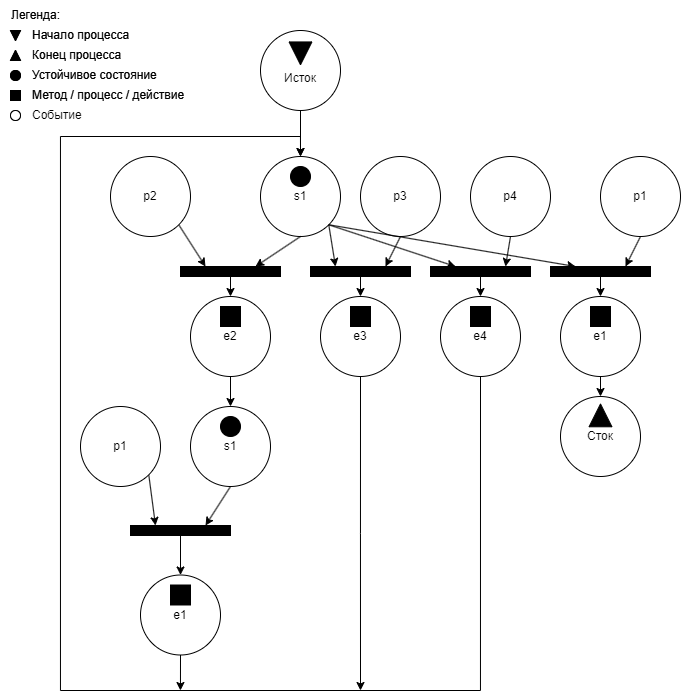 Легенда:
Начало процесса
Конец процесса
Устойчивое состояние
Метод / процесс / действие
Событие
Исток
p2
s1
p3
p4
p1
e2
e3
e4
e1
p1
s1
Сток
e1